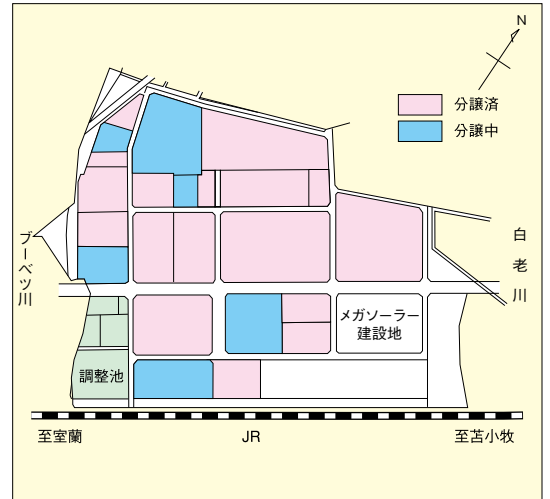 N
分譲済
分譲中
ブーベツ川
白老川
メガソーラー
建設地
調整池
至室蘭
JR
至苫小牧